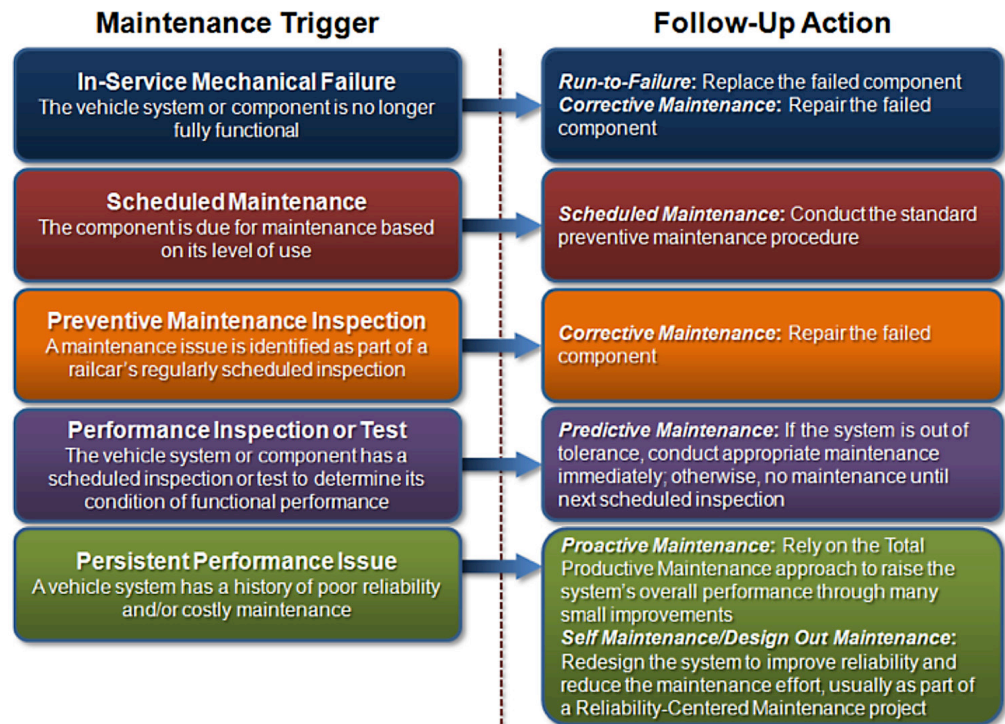 Maintenance Trigger
Follow-Up Action
In-Service Mechanical Failure
The vehicle system or component is no longer
fully functional
Run-to-Failure: Replace the failed component
Corrective Maintenance: Repair the failed
component
Scheduled Maintenance
The component is due for maintenance based
on its level of use
Scheduled Maintenance: Conduct the standard
preventive maintenance procedure
Preventive Maintenance Inspection
A maintenance issue is identified as part of a
railcar's regularly scheduled inspection
Corrective Maintenance: Repair the failed
component
Performance Inspection or Test
The vehicle system or component has a
scheduled inspection or test to determine its
condition of functional performance
Predictive Maintenance: If the system is out of
tolerance, conduct appropriate maintenance
immediately; otherwise, no maintenance until
next scheduled inspection
Persistent Performance Issue
A vehicle system has a history of poor reliability
and/or costly maintenance
Proactive Maintenance: Rely on the Total
Productive Maintenance approach to raise the
system's overall performance through many
small improvements
Self Maintenance/Design Out Maintenance:
Redesign the system to improve reliability and
reduce the maintenance effort, usually as part of
a Reliability-Centered Maintenance project